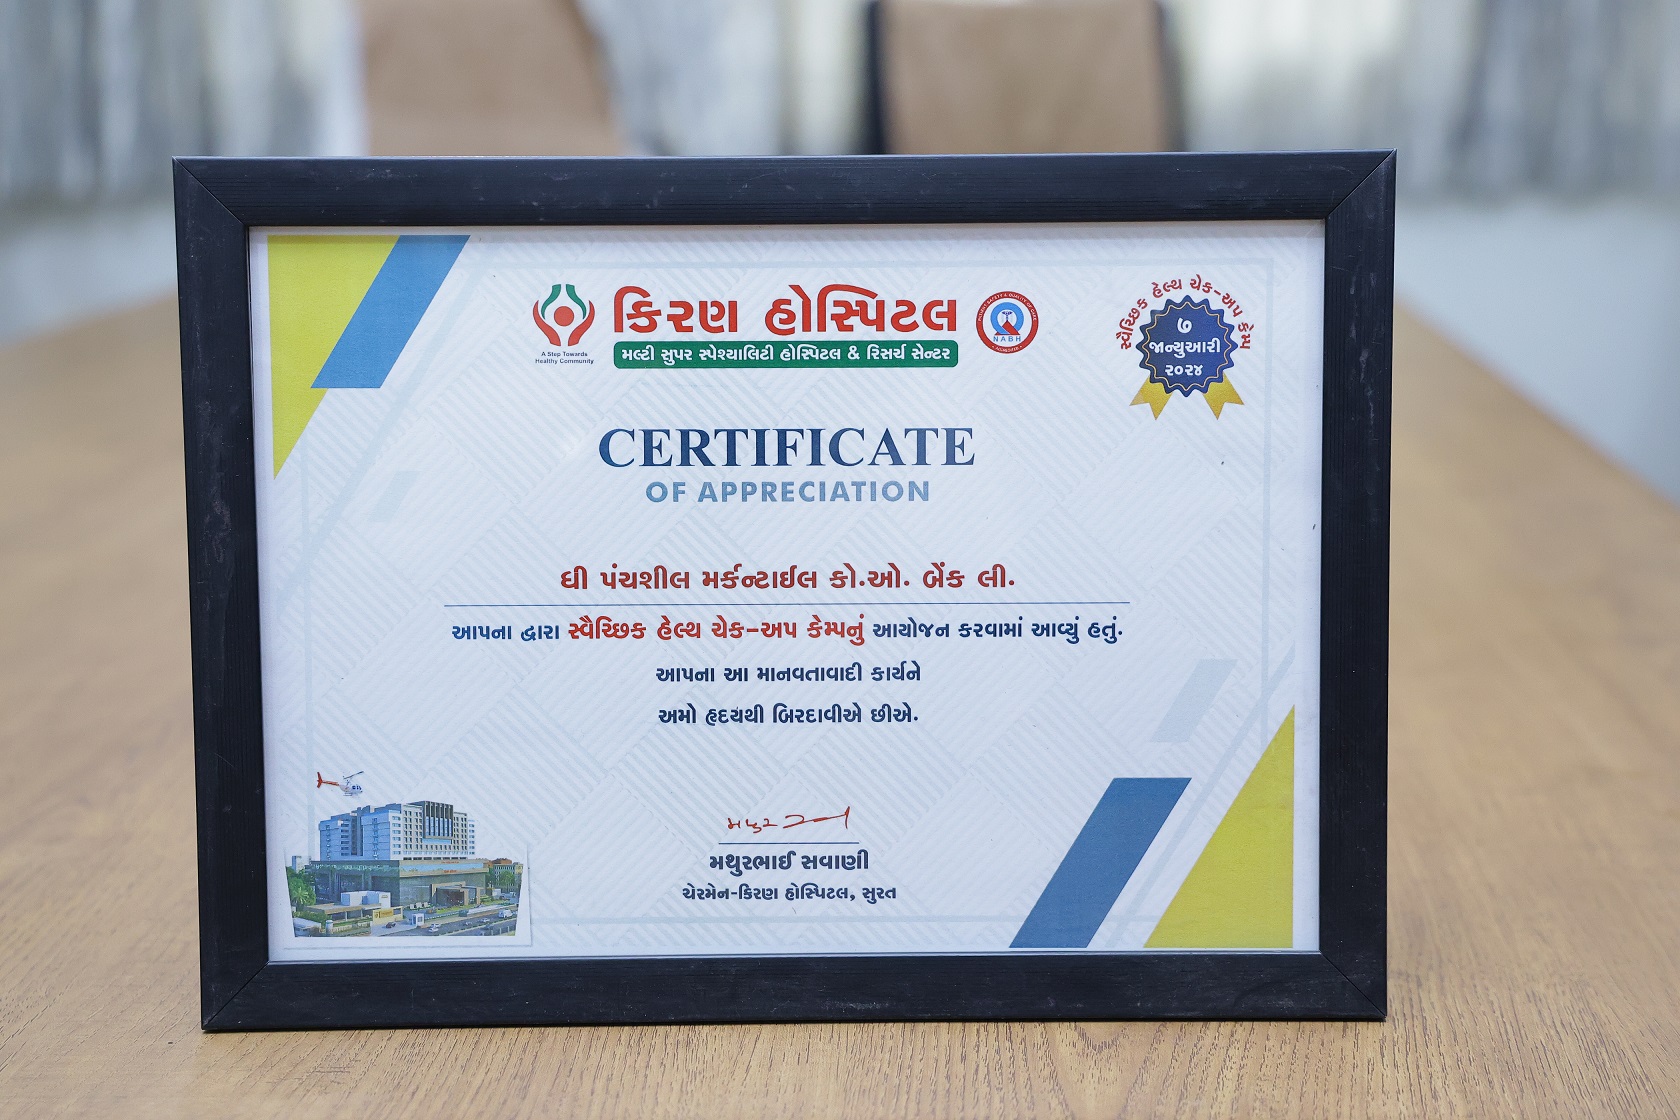 કિરણ હોસ્પિટલ
મલ્ટી સુપર સ્પેશ્યાલિટી હોસ્પિટલ & રિસર્ચ સેન્ટર
A Step Towards
Healthy Community
NABH
સ્વૈચ્છિક હેલ્થ ચેક-અપ કેમ્પ
૭
જાન્યુઆરી
૨૦૨૪
CERTIFICATE
OF APPRECIATION
ધી પંચશીલ મર્કન્ટાઈલ કો.ઓ. બેંક લી.
આપના દ્વારા સ્વૈચ્છિક હેલ્થ ચેક-અપ કેમ્પનું આયોજન કરવામાં આવ્યું હતું.
આપના આ માનવતાવાદી કાર્યને
અમો હૃદયથી બિરદાવીએ છીએ.
મથુરભાઈ સવાણી
ચેરમેન-કિરણ હોસ્પિટલ, સુરત